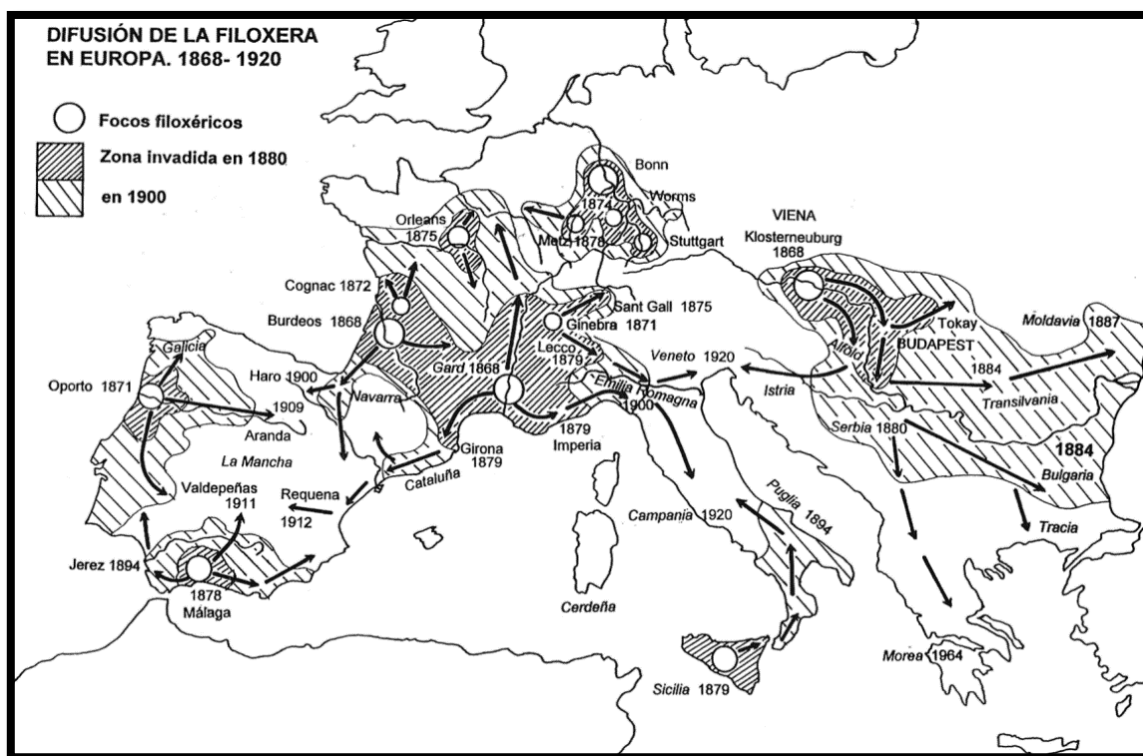 DIFUSIÓN DE LA FILOXERA
EN EUROPA. 1868- 1920
Focos filoxéricos
Zona invadida en 1880
en 1900
Bonn
1874
Worms
Metz 1878
Stuttgart
Orleans
1875
VIENA
Klosterneuburg
1868
Cognac 1872
Sant Gall 1875
Burdeos 1868
Ginebra 1871
Tokay
Moldavia 1887
BUDAPEST
Alföld
Lecco
1879
Veneto 1920
Galicia
Gard 1868
1884
Oporto 1871
Haro 1900
Navarra
Emilia Romagna
1900
Istria
Transilvania
1909
Aranda
1879
Imperia
Serbia 1880
1884
Bulgaria
La Mancha
Girona
1879
Cataluña
Valdepeñas
1911
Requena
1912
Puglia 1894
Campania 1920
Tracia
Jerez 1894
1878
Málaga
Cerdeña
Morea 1964
Sicilia 1879